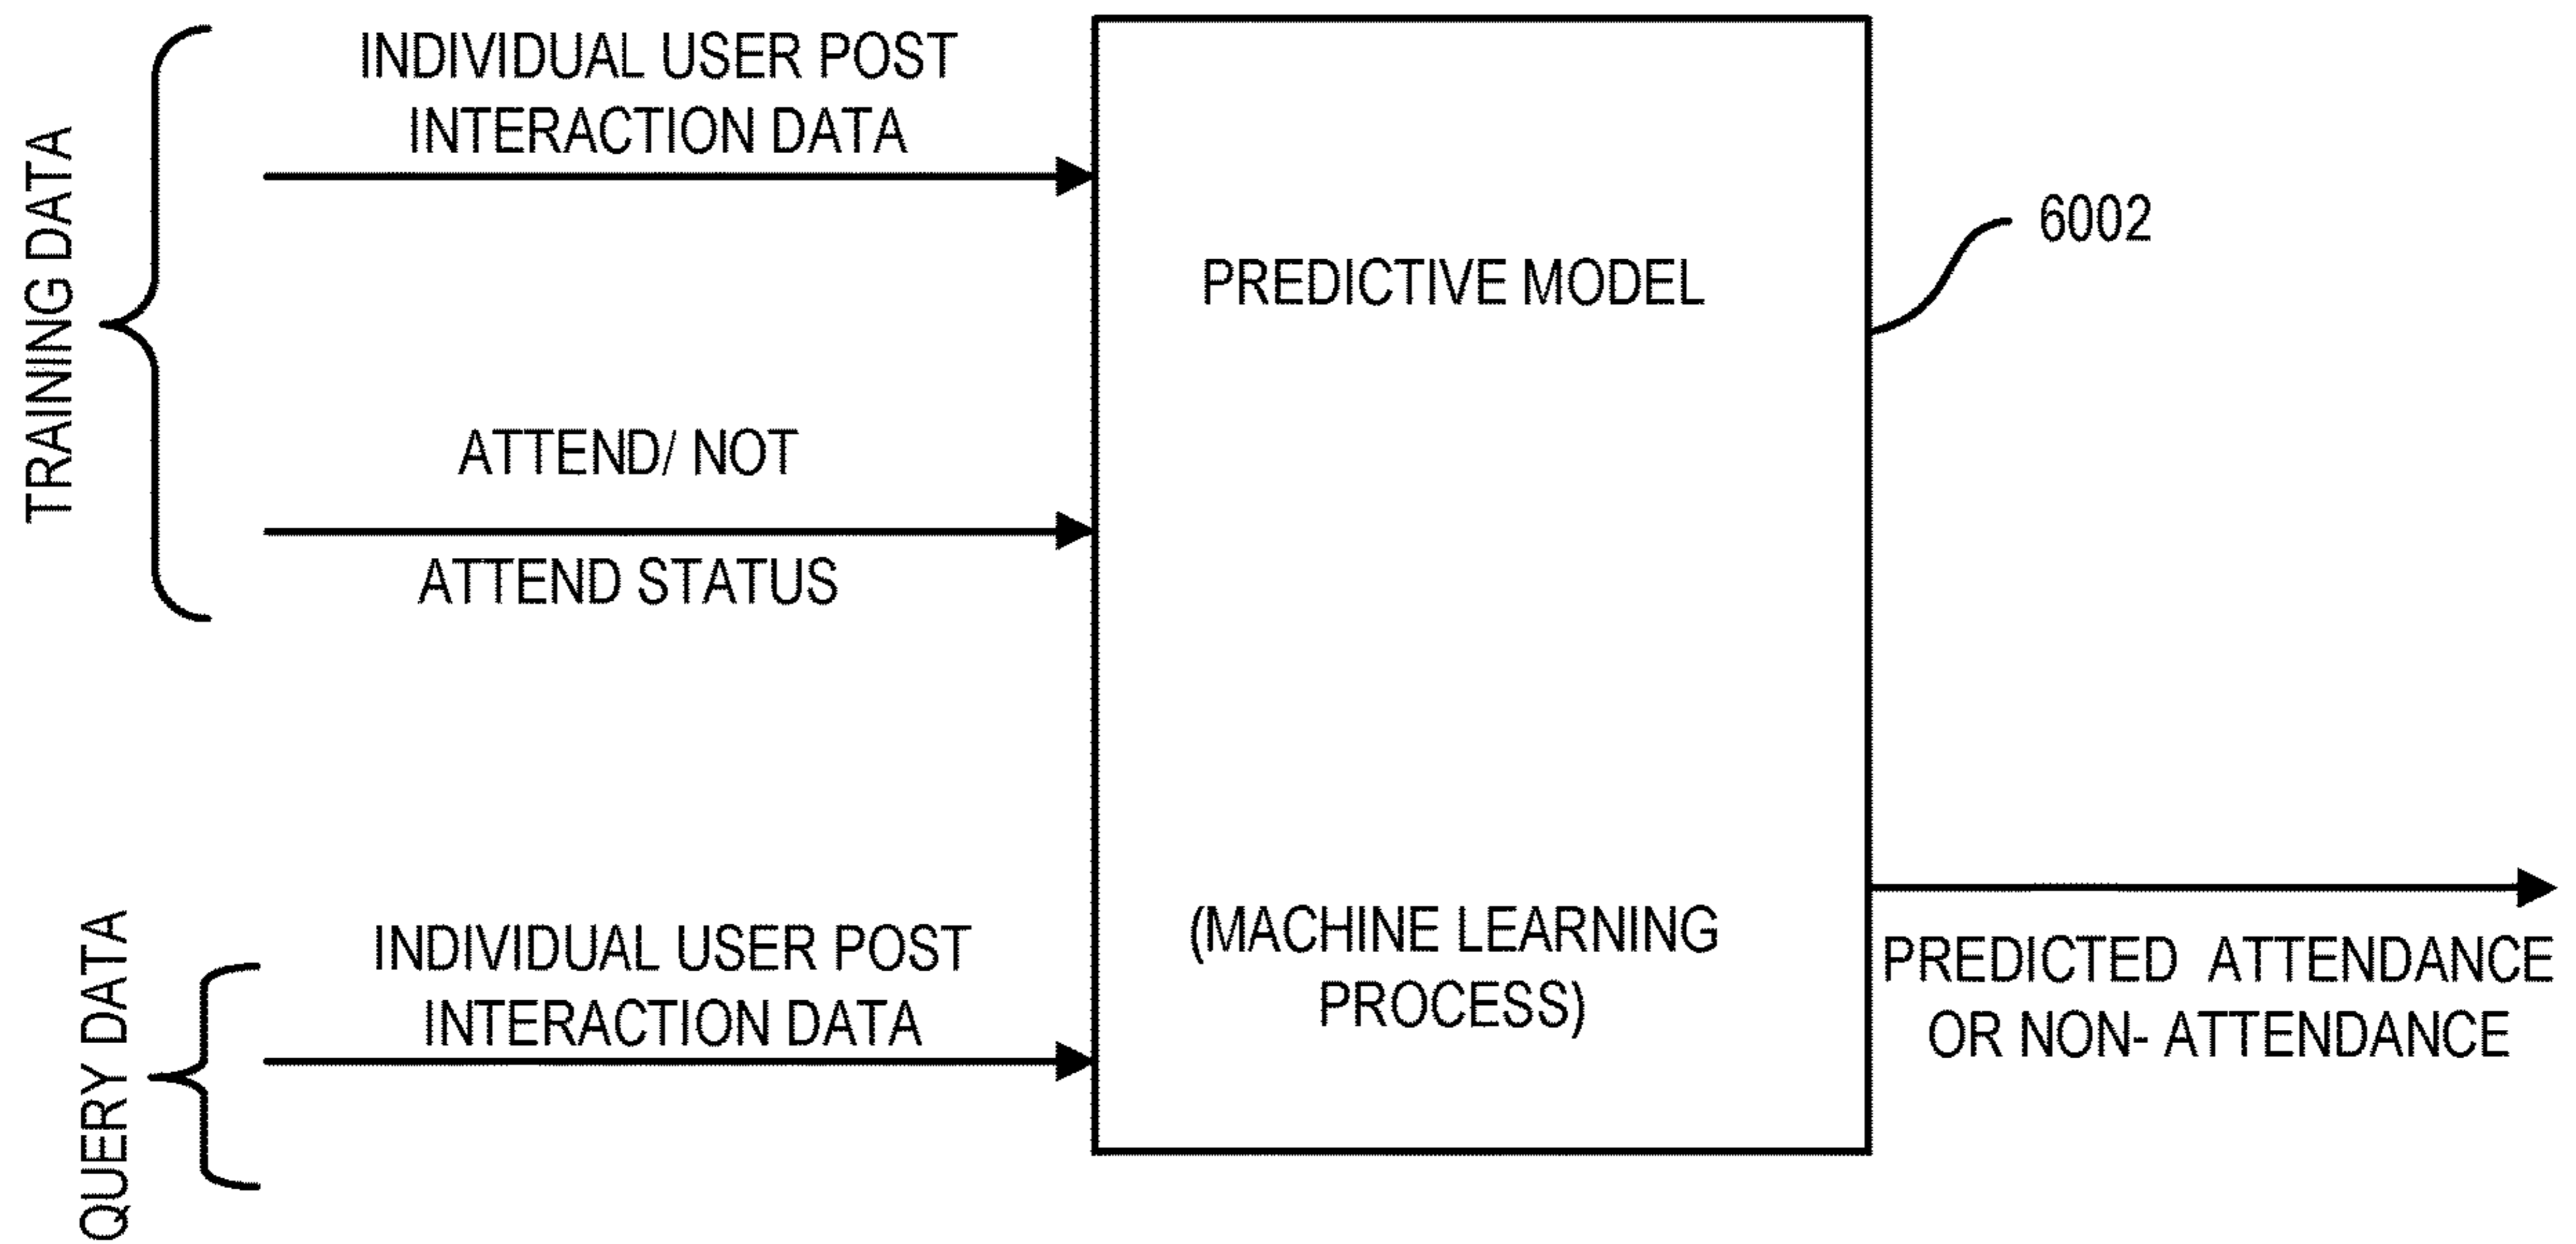 TRAINING DATA
INDIVIDUAL USER POST
INTERACTION DATA
ATTEND/ NOT
ATTEND STATUS
QUERY DATA
INDIVIDUAL USER POST
INTERACTION DATA
PREDICTIVE MODEL
(MACHINE LEARNING
PROCESS)
6002
PREDICTED ATTENDANCE
OR NON- ATTENDANCE